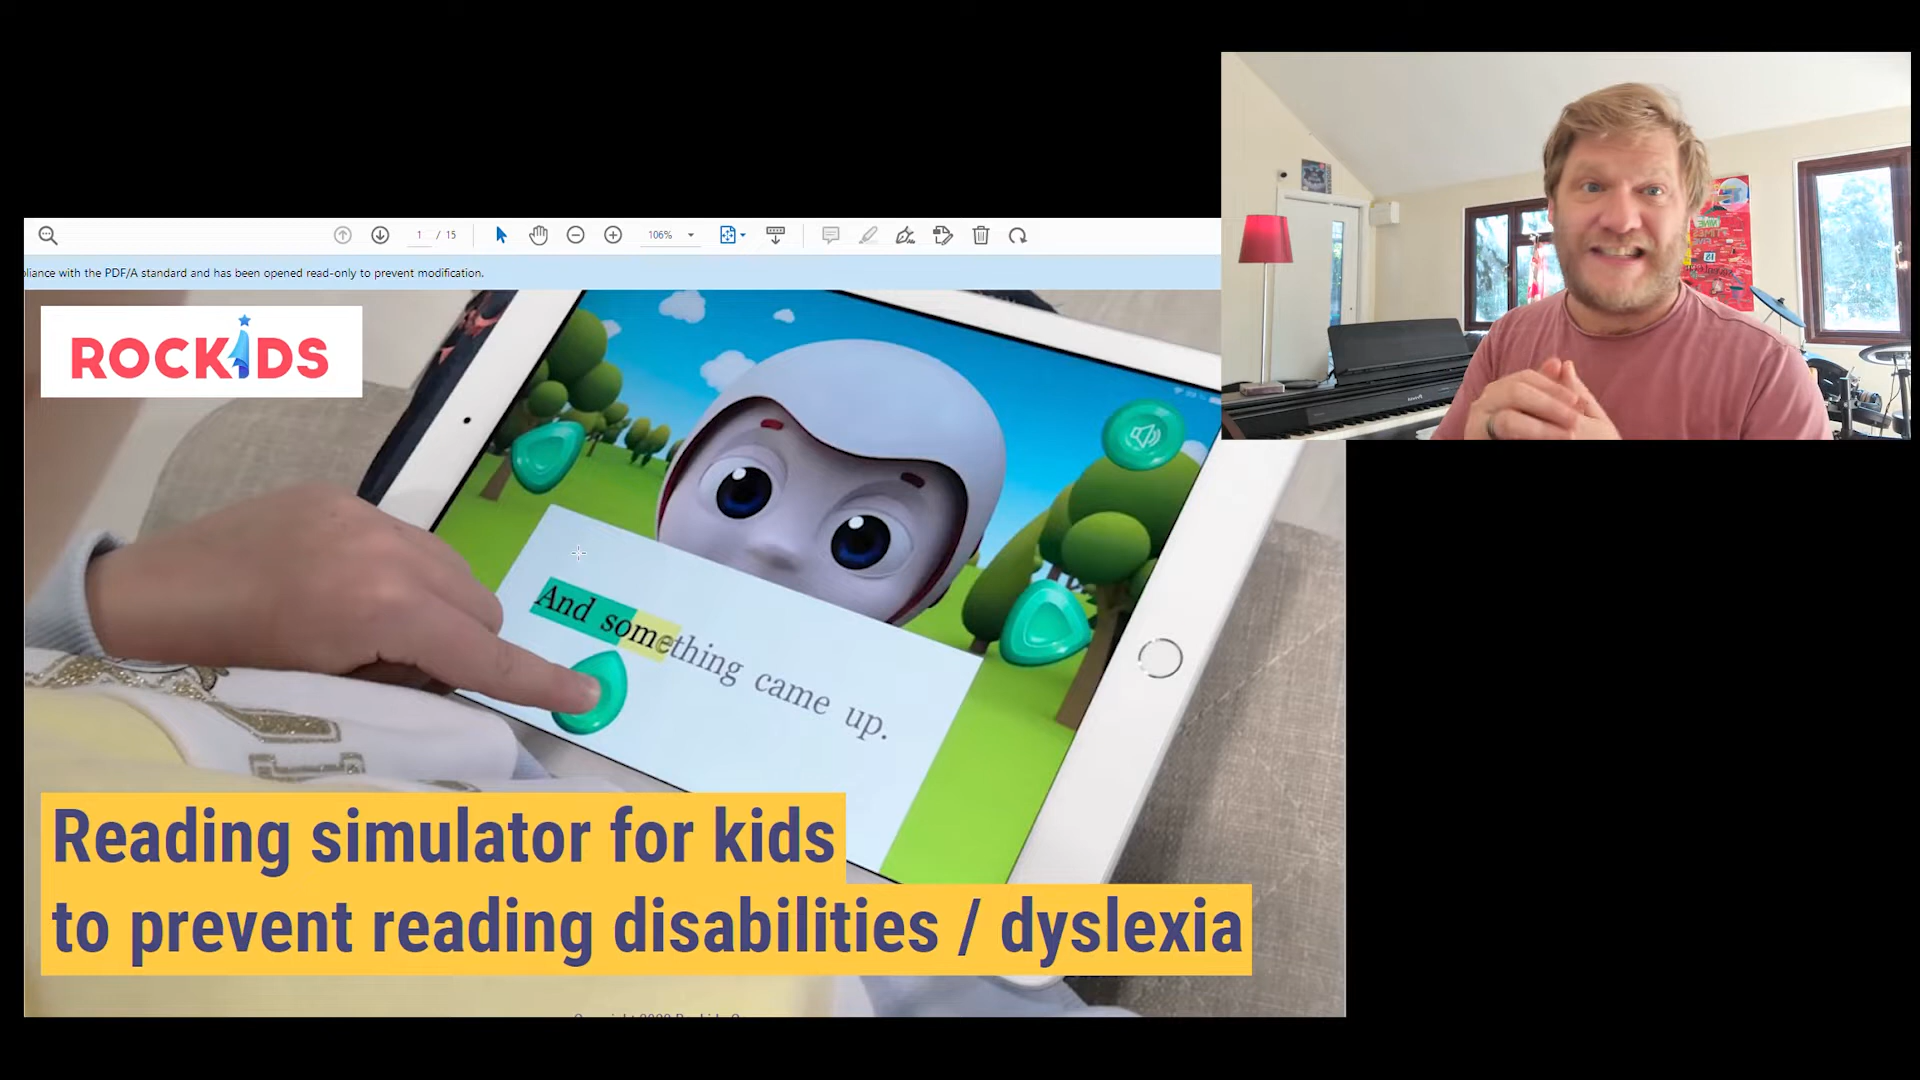 1 / 15
106%
liance with the PDF/A standard and has been opened read-only to prevent modification.
ROCKIDS
And something came up.
Reading simulator for kids
to prevent reading disabilities / dyslexia